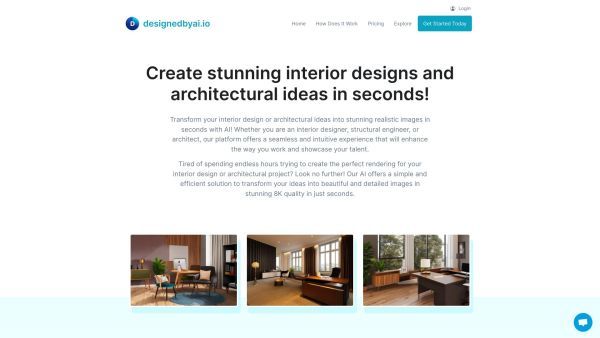 Login
D designedbyai.io
Home How Does It Work Pricing Explore Get Started Today
Create stunning interior designs and
architectural ideas in seconds!
Transform your interior design or architectural ideas into stunning realistic images in
seconds with AI! Whether you are an interior designer, structural engineer, or
architect, our platform offers a seamless and intuitive experience that will enhance
the way you work and showcase your talent.
Tired of spending endless hours trying to create the perfect rendering for your
interior design or architectural project? Look no further! Our AI offers a simple and
efficient solution to transform your ideas into beautiful and detailed images in
stunning 8K quality in just seconds.